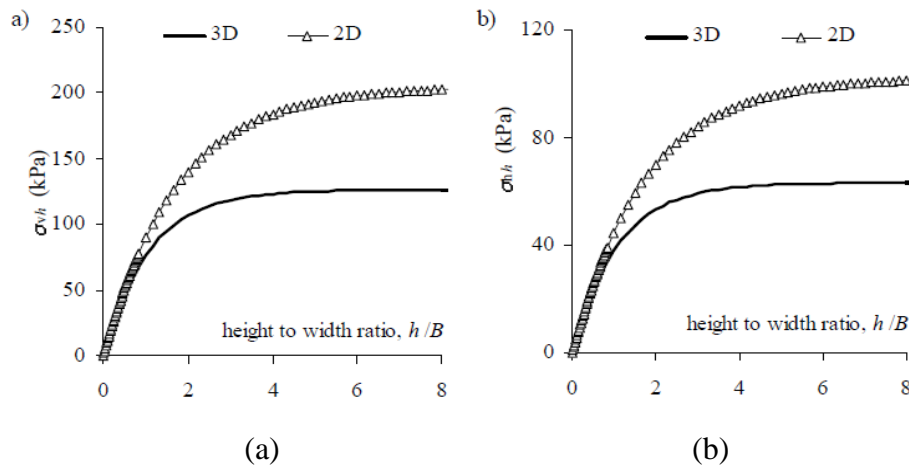 a)
3D
2D
250
200
150
100
50
0
σvh (kPa)
height to width ratio, h/B
0
2
4
6
8
(a)
b)
3D
2D
120
80
40
0
σhh (kPa)
height to width ratio, h/B
0
2
4
6
8
(b)